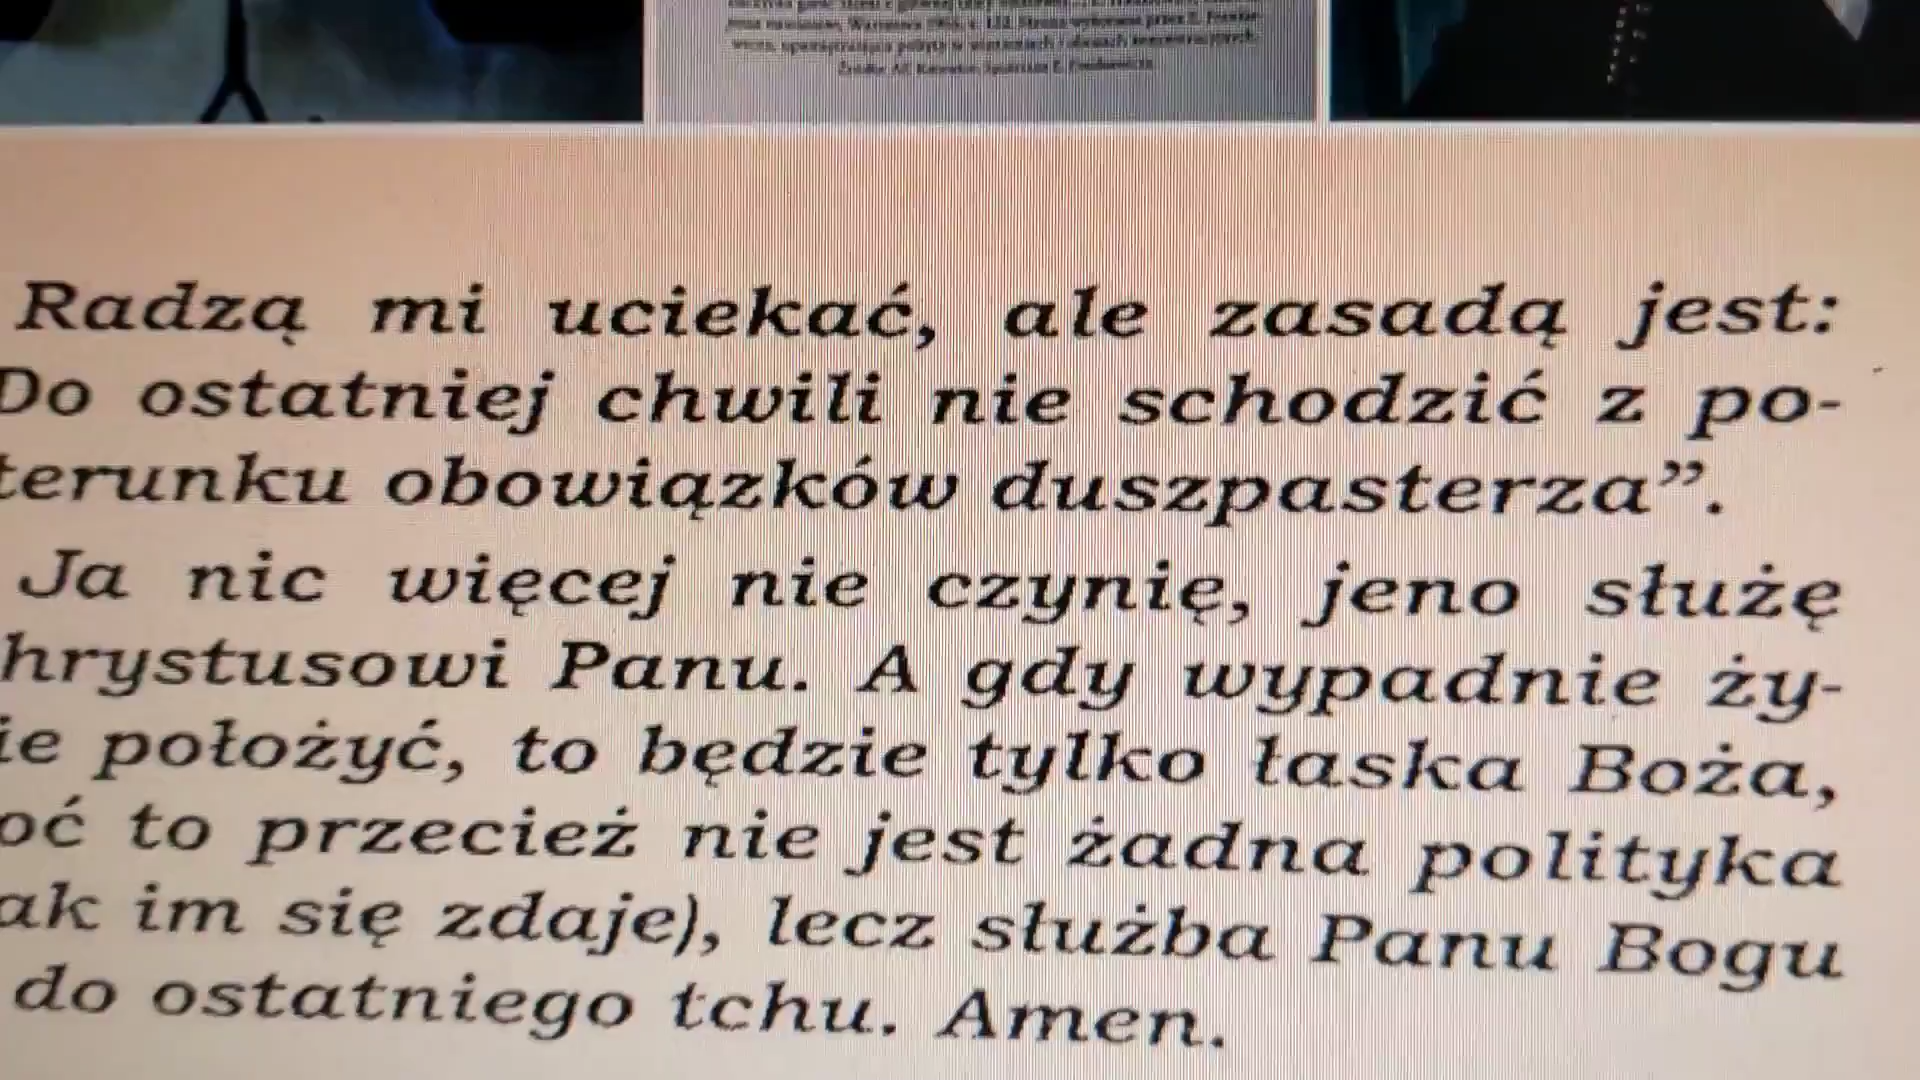 Radzą mi uciekać, ale zasadą jest:
Do ostatniej chwili nie schodzić z po-
terunku obowiązków duszpasterza”.
Ja nic więcej nie czynię, jeno służę
hrystusowi Panu. A gdy wypadnie ży-
ie położyć, to będzie tylko łaska Boża,
oć to przecież nie jest żadna polityka
ak im się zdaje), lecz służba Panu Bogu
do ostatniego tchu. Amen.